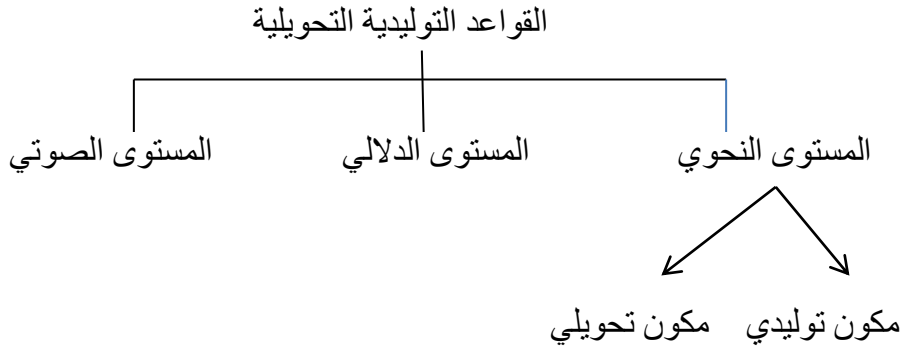 القواعد التوليدية التحويلية
المستوى النحوي المستوى الدلالي المستوى الصوتي
مكون توليدي مكون تحويلي